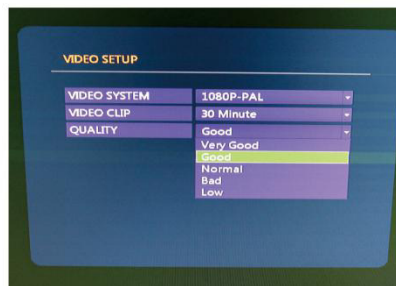 VIDEO SETUP
VIDEO SYSTEM 1080P-PAL
VIDEO CLIP 30 Minute
QUALITY Good
Very Good
Good
Normal
Bad
Low